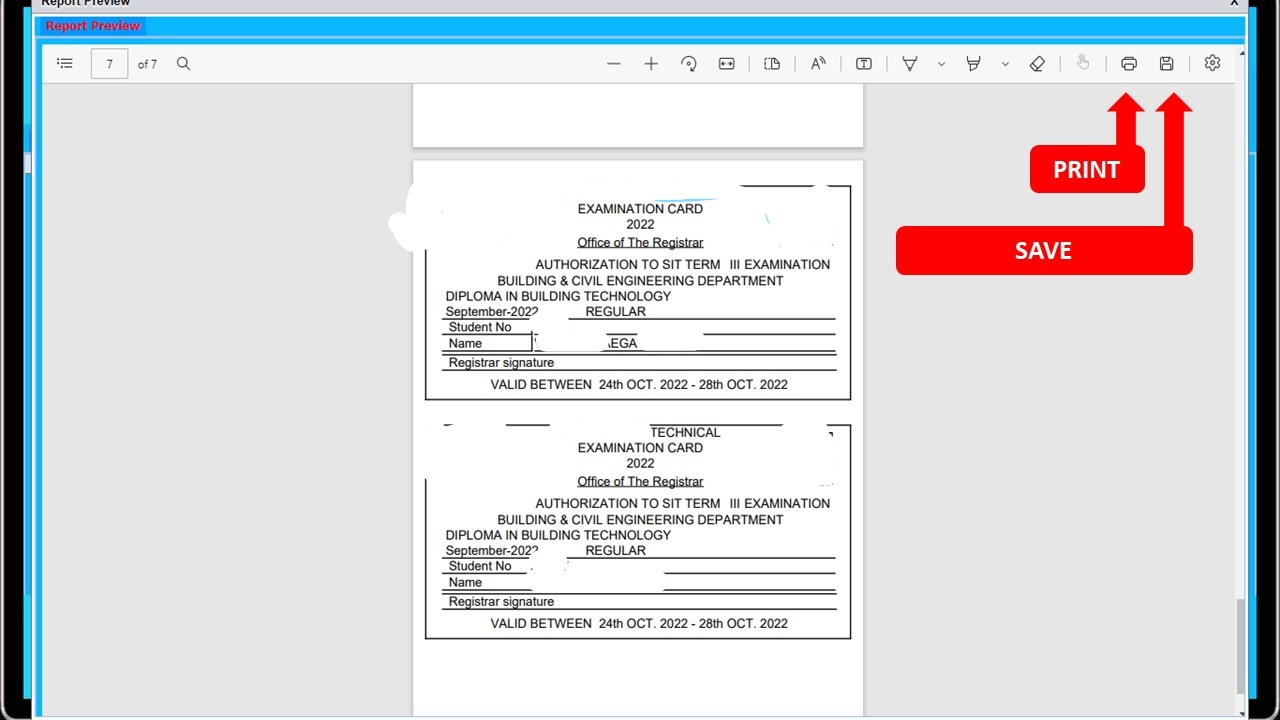 Report Preview
X
Report Preview
7 of 7
PRINT
SAVE
EXAMINATION CARD
2022
Office of The Registrar
AUTHORIZATION TO SIT TERM III EXAMINATION
BUILDING & CIVIL ENGINEERING DEPARTMENT
DIPLOMA IN BUILDING TECHNOLOGY
September-2022 REGULAR
Student No
Name EGA
Registrar signature
VALID BETWEEN 24th OCT. 2022 - 28th OCT. 2022
TECHNICAL
EXAMINATION CARD
2022
Office of The Registrar
AUTHORIZATION TO SIT TERM III EXAMINATION
BUILDING & CIVIL ENGINEERING DEPARTMENT
DIPLOMA IN BUILDING TECHNOLOGY
September-2022 REGULAR
Student No
Name
Registrar signature
VALID BETWEEN 24th OCT. 2022 - 28th OCT. 2022